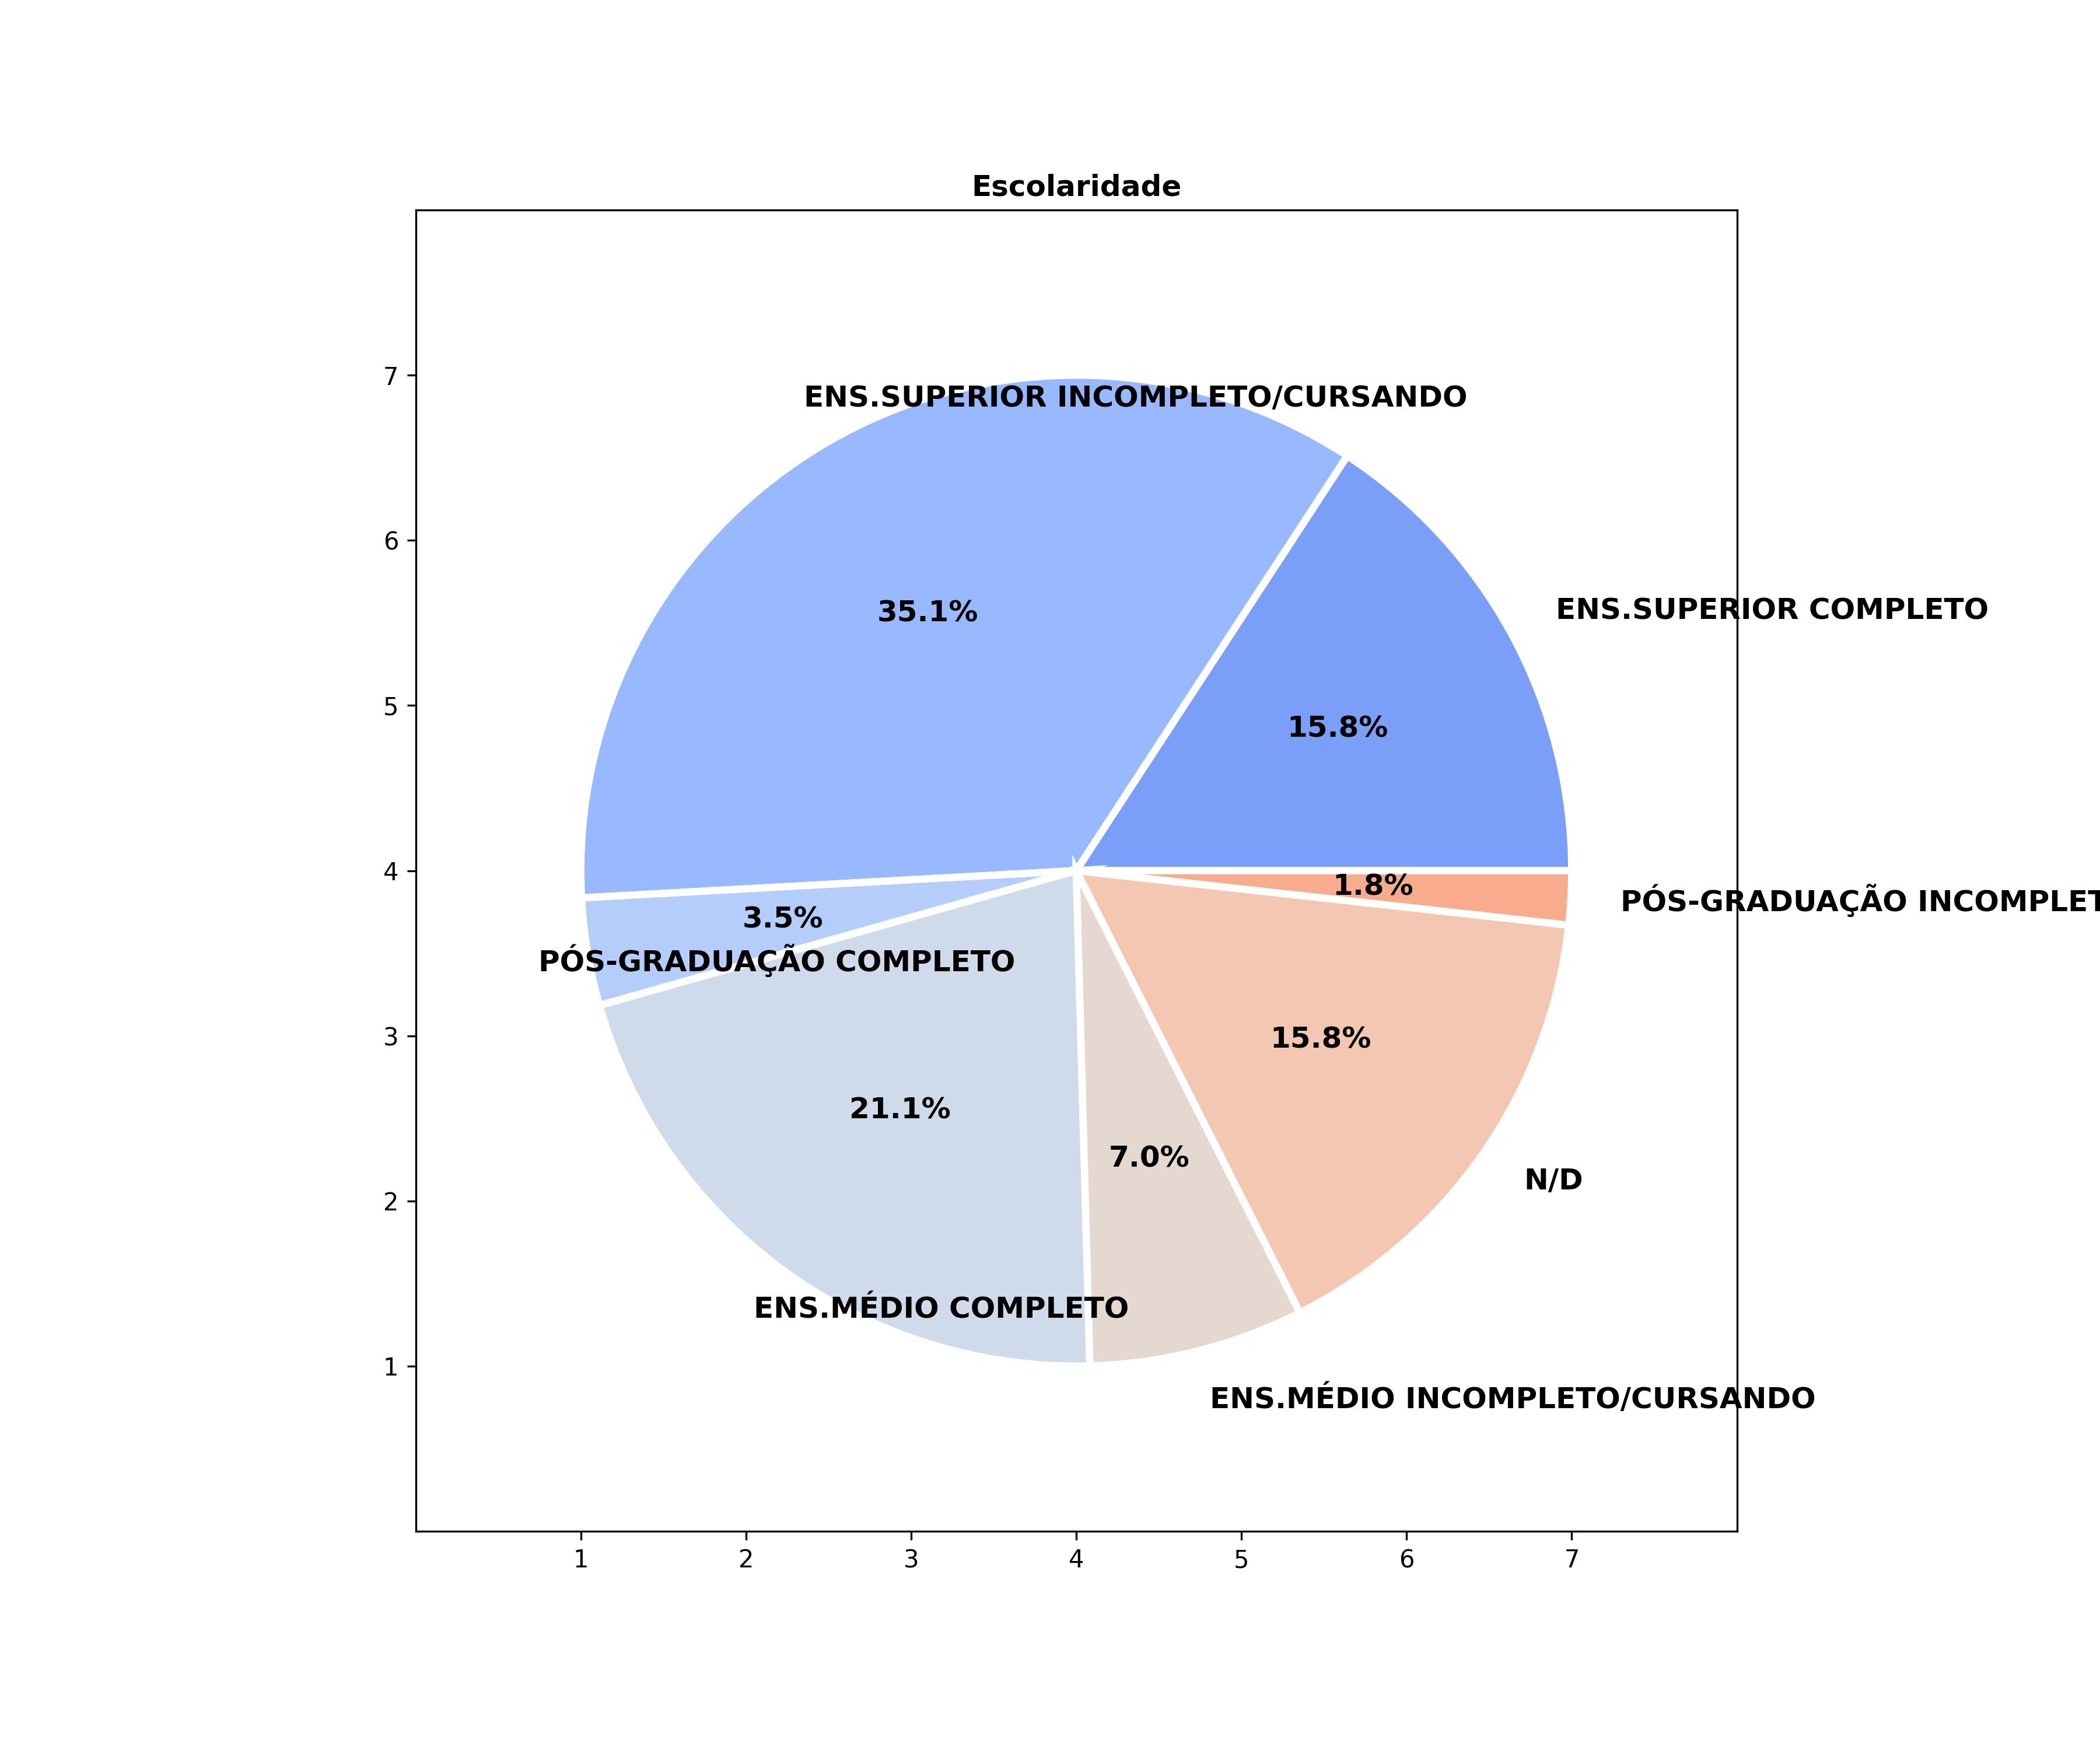 Escolaridade
7
ENS.SUPERIOR INCOMPLETO/CURSANDO
6
35.1%
ENS.SUPERIOR COMPLETO
5
15.8%
4
1.8%
PÓS-GRADUAÇÃO INCOMPLET
3.5%
PÓS-GRADUAÇÃO COMPLETO
3
15.8%
21.1%
7.0%
N/D
2
ENS.MÉDIO COMPLETO
1
ENS.MÉDIO INCOMPLETO/CURSANDO
1 2 3 4 5 6 7